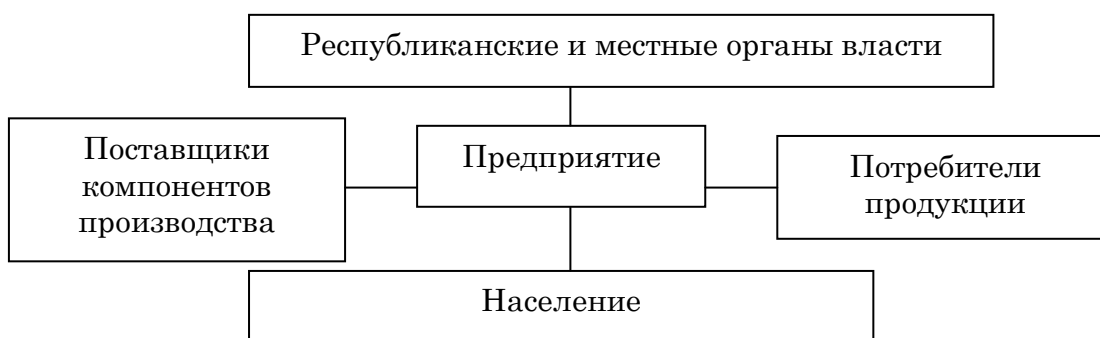 Республиканские и местные органы власти
Поставщики
компонентов
производства
Предприятие
Потребители
продукции
Население